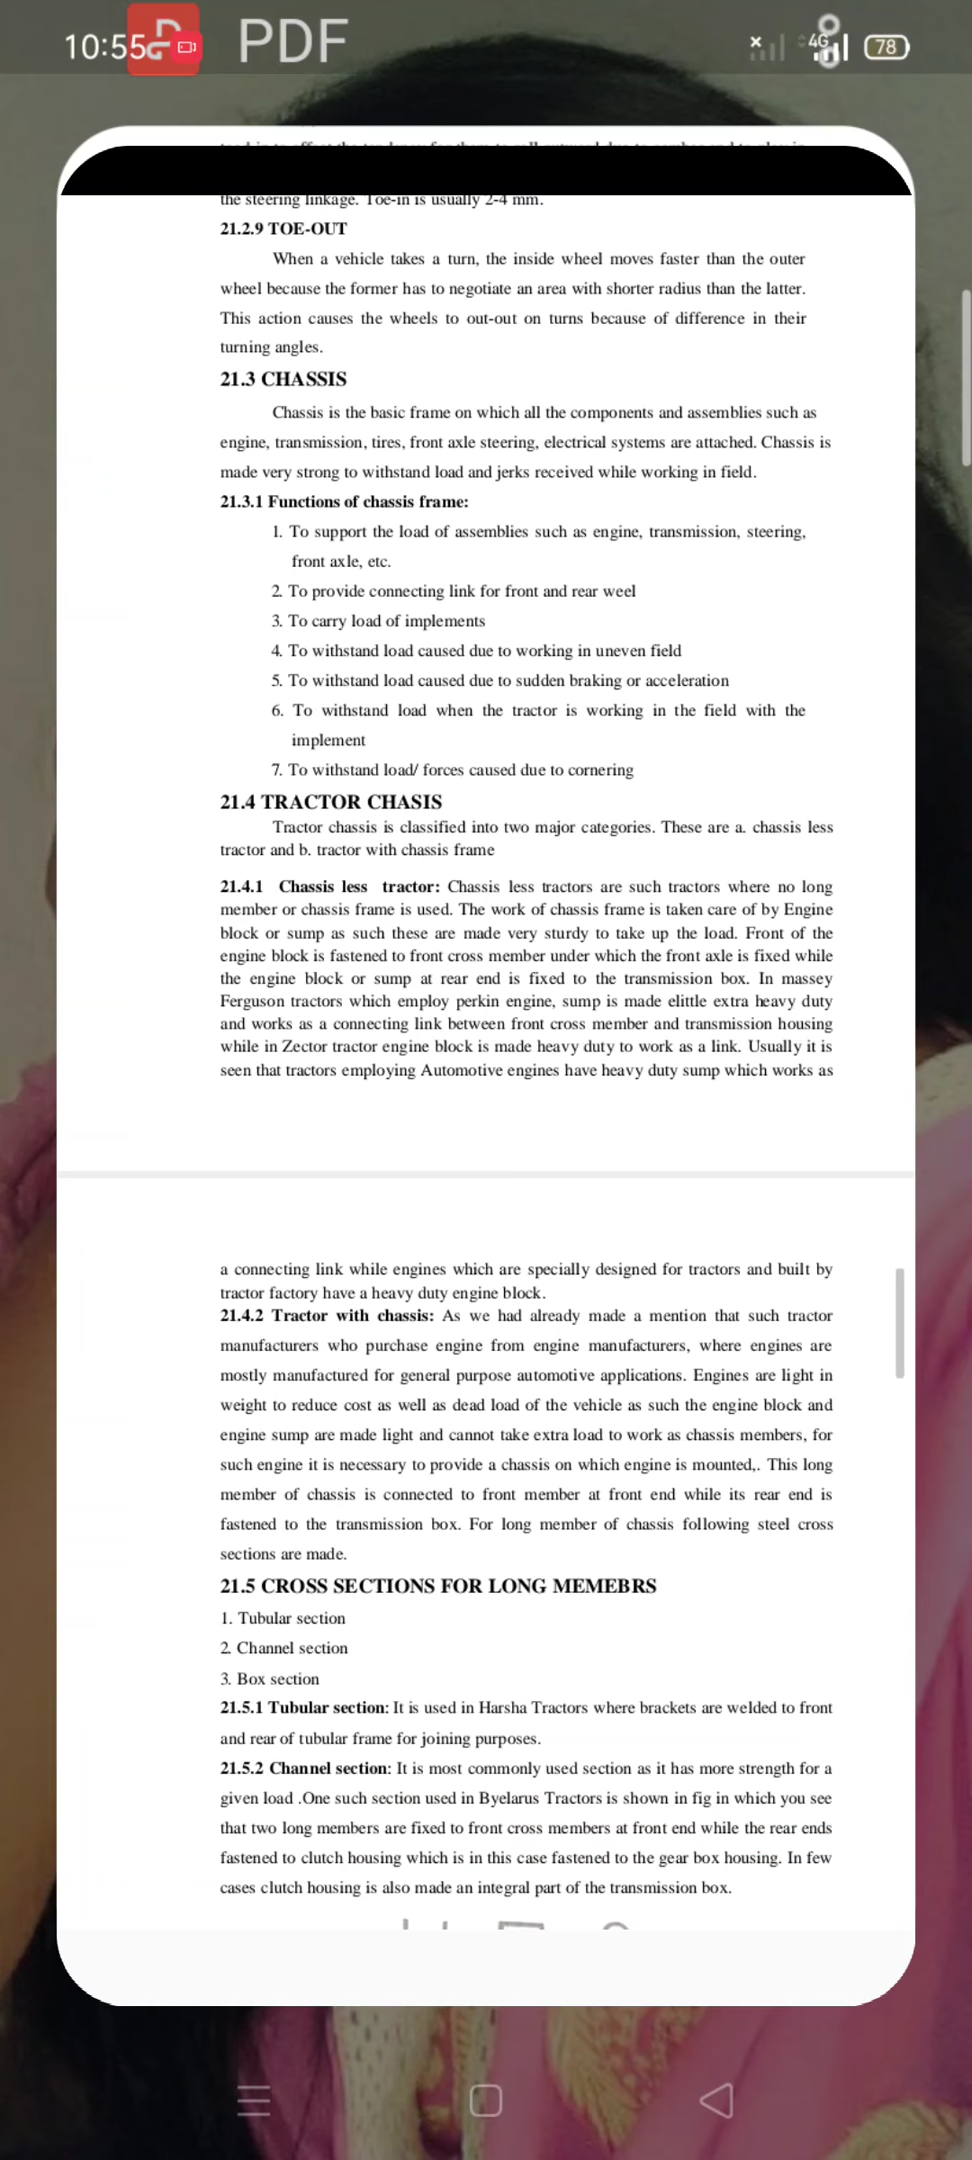 10:55
PDF
4G
78
the steering linkage. Toe-in is usually 2-4 mm.
21.2.9 TOE-OUT
When a vehicle takes a turn, the inside wheel moves faster than the outer
wheel because the former has to negotiate an area with shorter radius than the latter.
This action causes the wheels to out-out on turns because of difference in their
turning angles.
21.3 CHASSIS
Chassis is the basic frame on which all the components and assemblies such as
engine, transmission, tires, front axle steering, electrical systems are attached. Chassis is
made very strong to withstand load and jerks received while working in field.
21.3.1 Functions of chassis frame:
1. To support the load of assemblies such as engine, transmission, steering,
front axle, etc.
2. To provide connecting link for front and rear weel
3. To carry load of implements
4. To withstand load caused due to working in uneven field
5. To withstand load caused due to sudden braking or acceleration
6. To withstand load when the tractor is working in the field with the
implement
7. To withstand load/ forces caused due to cornering
21.4 TRACTOR CHASIS
Tractor chassis is classified into two major categories. These are a. chassis less
tractor and b. tractor with chassis frame
21.4.1 Chassis less tractor: Chassis less tractors are such tractors where no long
member or chassis frame is used. The work of chassis frame is taken care of by Engine
block or sump as such these are made very sturdy to take up the load. Front of the
engine block is fastened to front cross member under which the front axle is fixed while
the engine block or sump at rear end is fixed to the transmission box. In massey
Ferguson tractors which employ perkin engine, sump is made elittle extra heavy duty
and works as a connecting link between front cross member and transmission housing
while in Zector tractor engine block is made heavy duty to work as a link. Usually it is
seen that tractors employing Automotive engines have heavy duty sump which works as
a connecting link while engines which are specially designed for tractors and built by
tractor factory have a heavy duty engine block.
21.4.2 Tractor with chassis: As we had already made a mention that such tractor
manufacturers who purchase engine from engine manufacturers, where engines are
mostly manufactured for general purpose automotive applications. Engines are light in
weight to reduce cost as well as dead load of the vehicle as such the engine block and
engine sump are made light and cannot take extra load to work as chassis members, for
such engine it is necessary to provide a chassis on which engine is mounted,. This long
member of chassis is connected to front member at front end while its rear end is
fastened to the transmission box. For long member of chassis following steel cross
sections are made.
21.5 CROSS SECTIONS FOR LONG MEMEBRS
1. Tubular section
2. Channel section
3. Box section
21.5.1 Tubular section: It is used in Harsha Tractors where brackets are welded to front
and rear of tubular frame for joining purposes.
21.5.2 Channel section: It is most commonly used section as it has more strength for a
given load .One such section used in Byelarus Tractors is shown in fig in which you see
that two long members are fixed to front cross members at front end while the rear ends
fastened to clutch housing which is in this case fastened to the gear box housing. In few
cases clutch housing is also made an integral part of the transmission box.